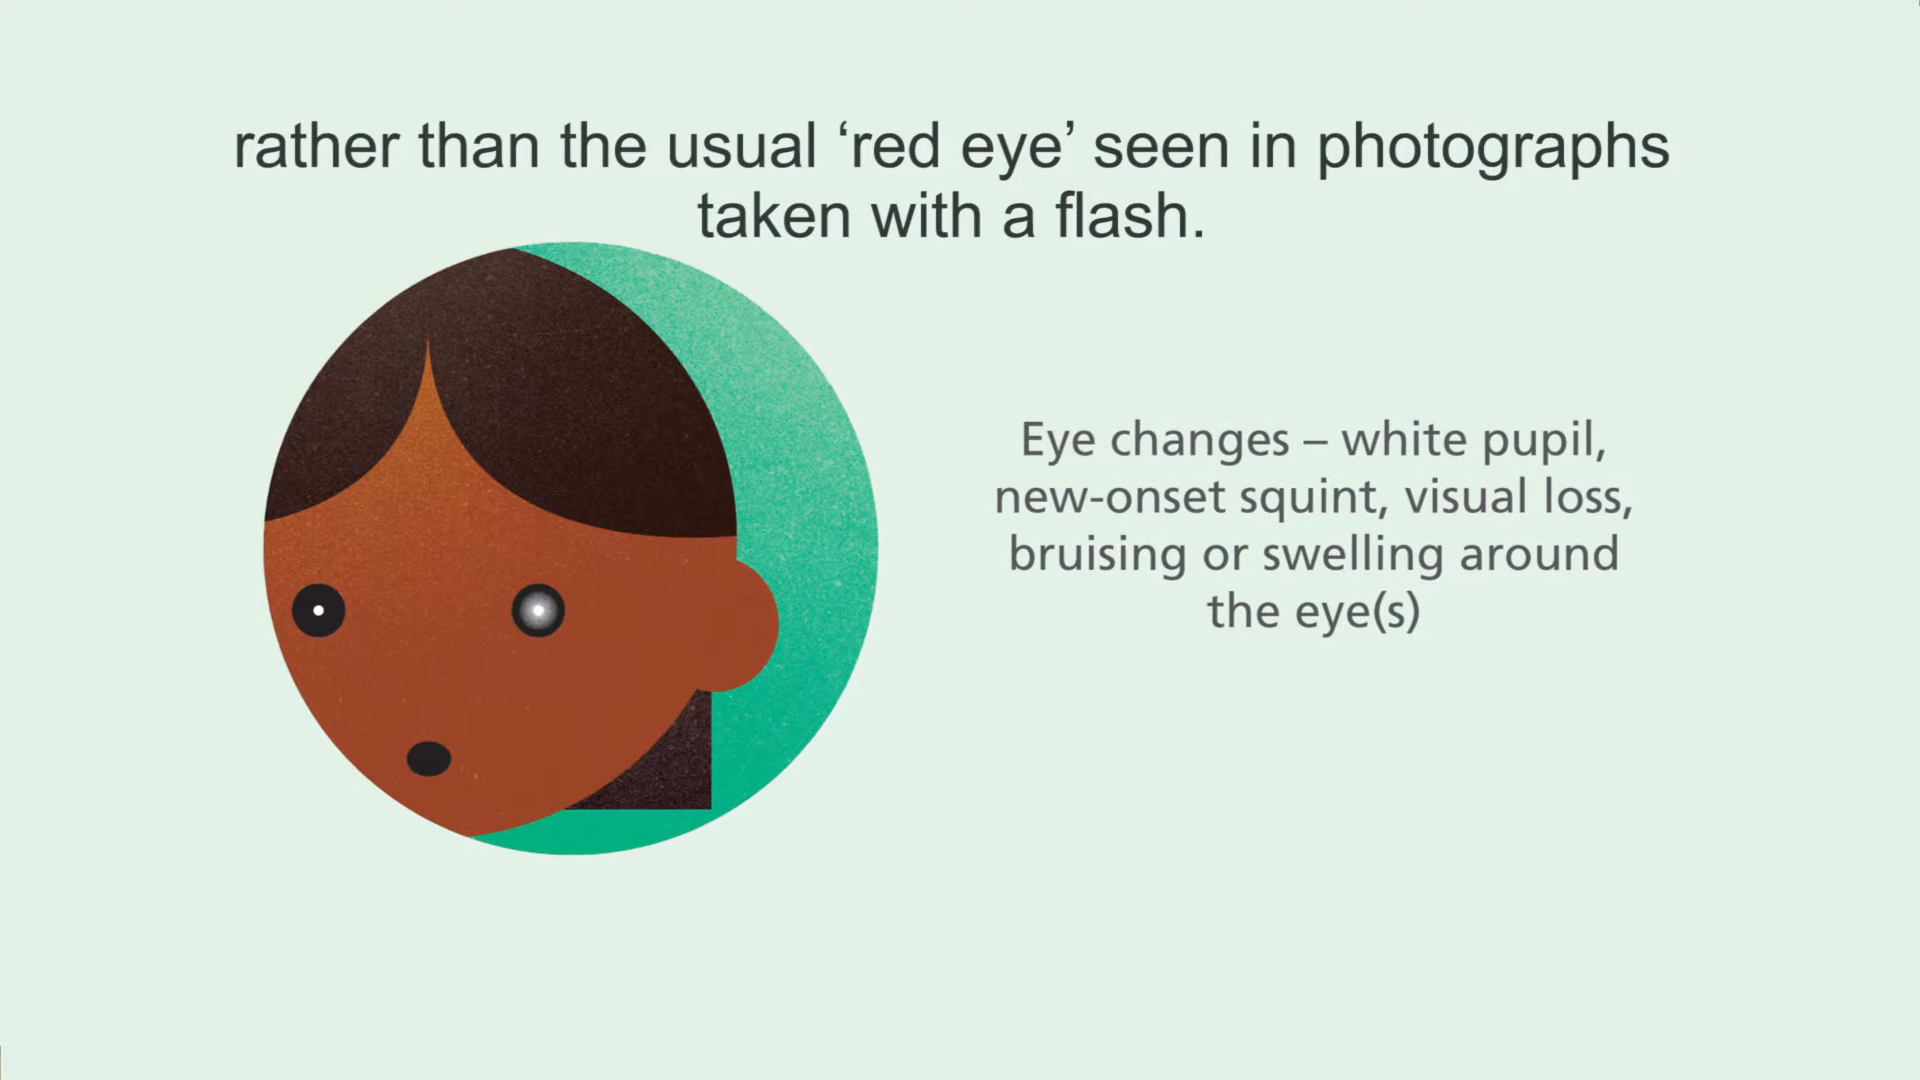 rather than the usual ‘red eye’ seen in photographs
taken with a flash.
Eye changes – white pupil,
new-onset squint, visual loss,
bruising or swelling around
the eye(s)